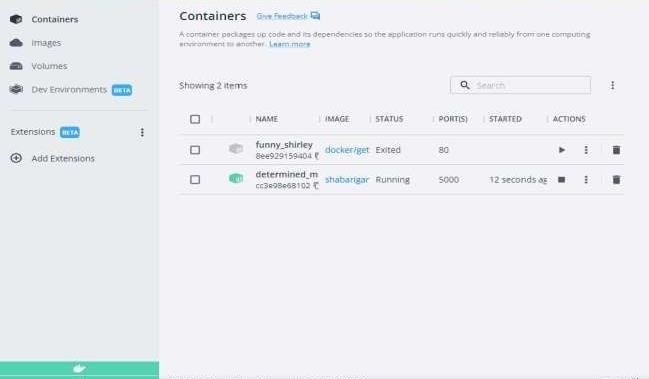 Containers
Images
Volumes
Dev Environments BETA
Extensions BETA
Add Extensions
Containers Give Feedback
A container packages up code and its dependencies so the application runs quickly and reliably from one computing
environment to another. Learn more
Showing 2 items
Search
NAME IMAGE STATUS PORT(S) STARTED ACTIONS
funny_shirley
8ee929159404 docker/get Exited 80
determined_m
cc3e98e68102 shabarigar Running 5000 12 seconds ag